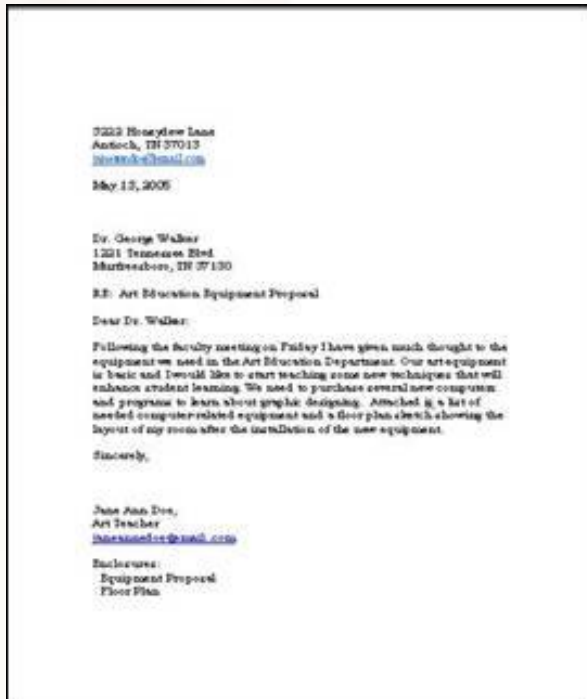 Honeydew Lane
Antioch, TN 37013
May 13, 2005
Dr. George Walker
1221 Tennessee Blvd
Murfreesboro, TN 37130
RE: Art Education Equipment Proposal
Dear Dr. Walker:
Following the faculty meeting on Friday I have given much thought to the
equipment we need in the Art Education Department. Our art equipment
is basic and I would like to start teaching some new techniques that will
enhance student learning. We need to purchase several new computers
and programs to learn about graphic designing. Attached is a list of
needed computer related equipment and a floor plan sketch showing the
layout of my room after the installation of the new equipment.
Sincerely,
Jane Ann Doe,
Art Teacher
Enclosures:
Equipment Proposal
Floor Plan